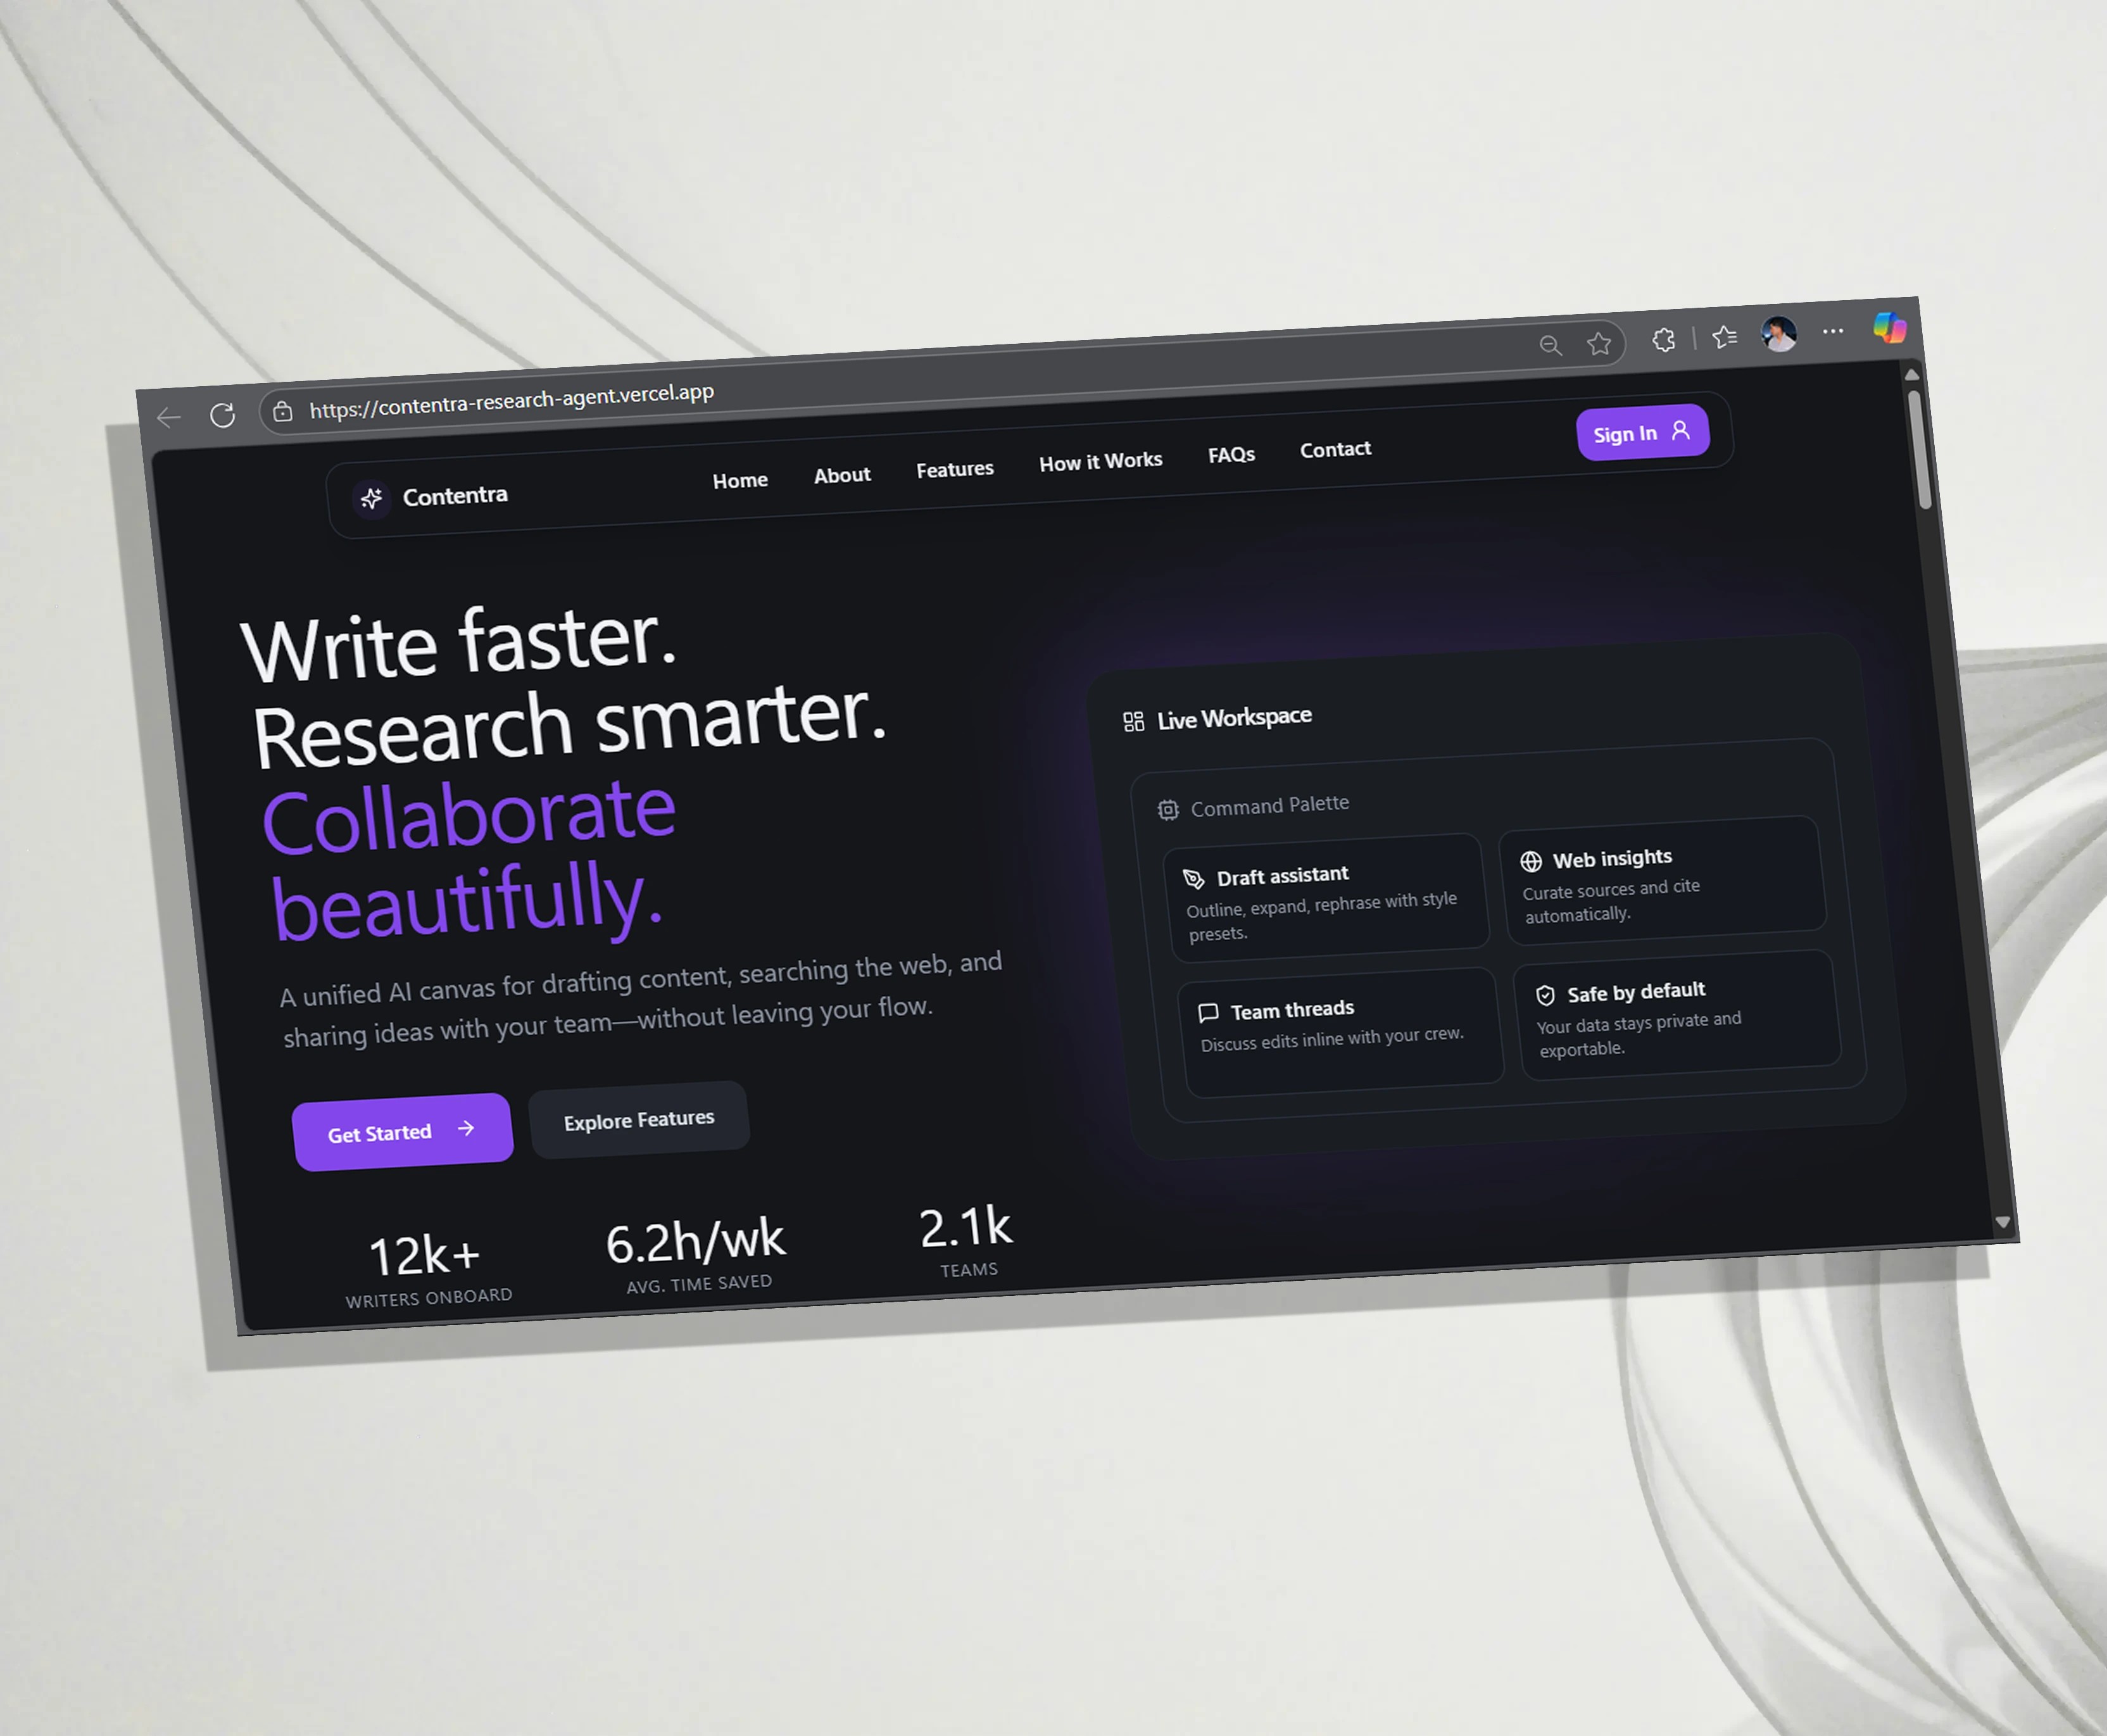 https://contentra-research-agent.vercel.app
Contentra
Home
About
Features
How it Works
FAQs
Contact
Sign In
Write faster.
Research smarter.
Collaborate
beautifully.
A unified AI canvas for drafting content, searching the web, and
sharing ideas with your team—without leaving your flow.
Get Started
Explore Features
12k+
WRITERS ONBOARD
6.2h/wk
AVG. TIME SAVED
2.1k
TEAMS
Live Workspace
Command Palette
Draft assistant
Outline, expand, rephrase with style
presets.
Web insights
Curate sources and cite
automatically.
Team threads
Discuss edits inline with your crew.
Safe by default
Your data stays private and
exportable.